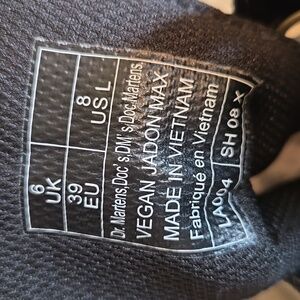 6 UK
8 US L
39 EU
Dr. Martens,Doc's DM's Doc Martens,
VEGAN JADON MAX
MADE IN VIETNAM
Fabriqué en Vietnam
LA004 SH 08 X